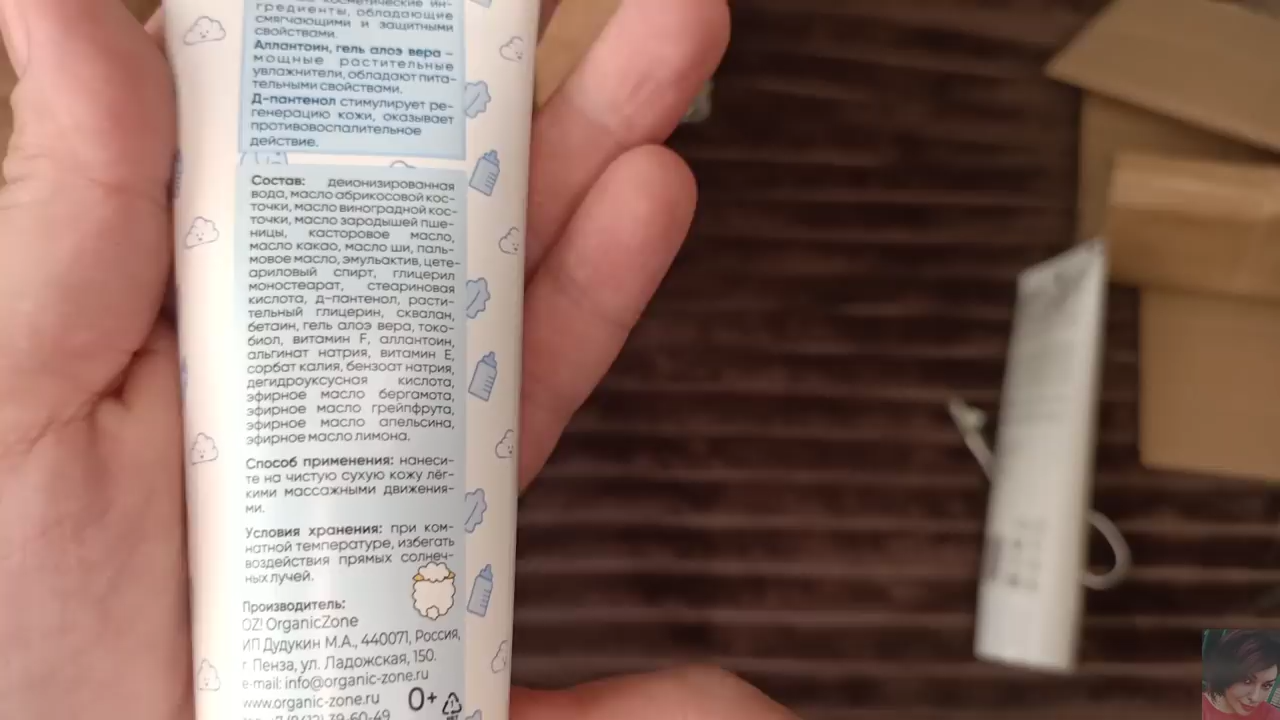 косметические ин-
гредиенты, обладающие
смягчающими и защитными
свойствами.
Аллантоин, гель алоэ вера –
мощные растительные
увлажнители, обладают пита-
тельными свойствами.
Д-пантенол стимулирует ре-
генерацию кожи, оказывает
противовоспалительное
действие.
Состав: деионизированная
вода, масло абрикосовой кос-
точки, масло виноградной кос-
точки, масло зародышей пше-
ницы, касторовое масло,
масло какао, масло ши, паль-
мовое масло, эмульактив, цете-
ариловый спирт, глицерил
моностеарат, стеариновая
кислота, д-пантенол, расти-
тельный глицерин, сквалан,
бетаин, гель алоэ вера, токо-
биол, витамин F, аллантоин,
альгинат натрия, витамин Е,
сорбат калия, бензоат натрия,
дегидроуксусная кислота,
эфирное масло бергамота,
эфирное масло грейпфрута,
эфирное масло апельсина,
эфирное масло лимона.
Способ применения: нанеси-
те на чистую сухую кожу лёг-
кими массажными движения-
ми.
Условия хранения: при ком-
натной температуре, избегать
воздействия прямых солнеч-
ных лучей.
Производитель:
OZ! OrganicZone
ИП Дудукин М.А., 440071, Россия,
г. Пенза, ул. Ладожская, 150.
e-mail: info@organic-zone.ru
www.organic-zone.ru
0+
+7 (8412) 39-60-49